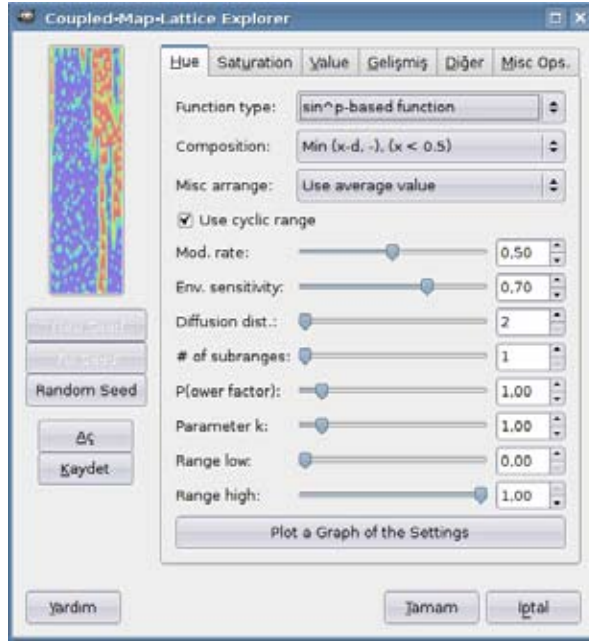 Coupled-Map-Lattice Explorer
Hue Saturation Value Gelişmiş Diğer Misc Ops.
Function type: sin^p-based function
Composition: Min (x-d, -), (x < 0.5)
Misc arrange: Use average value
Use cyclic range
Mod. rate: 0,50
Env. sensitivity: 0,70
Diffusion dist.: 2
# of subranges: 1
P(ower factor): 1,00
Parameter k: 1,00
Range low: 0.00
Range high: 1,00
Plot a Graph of the Settings
Random Seed
Aç
Kaydet
Yardım Tamam İptal